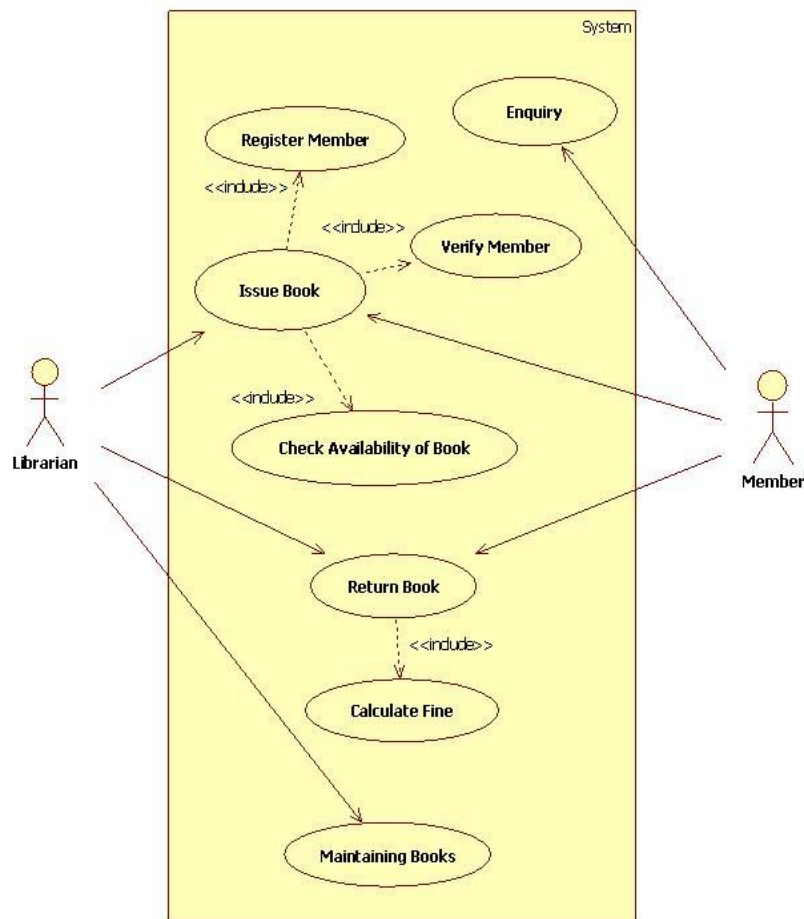 System
Enquiry
Register Member
<<include>>
<<include>>
Verify Member
Issue Book
<<include>>
Check Availability of Book
Librarian
Member
Return Book
<<include>>
Calculate Fine
Maintaining Books